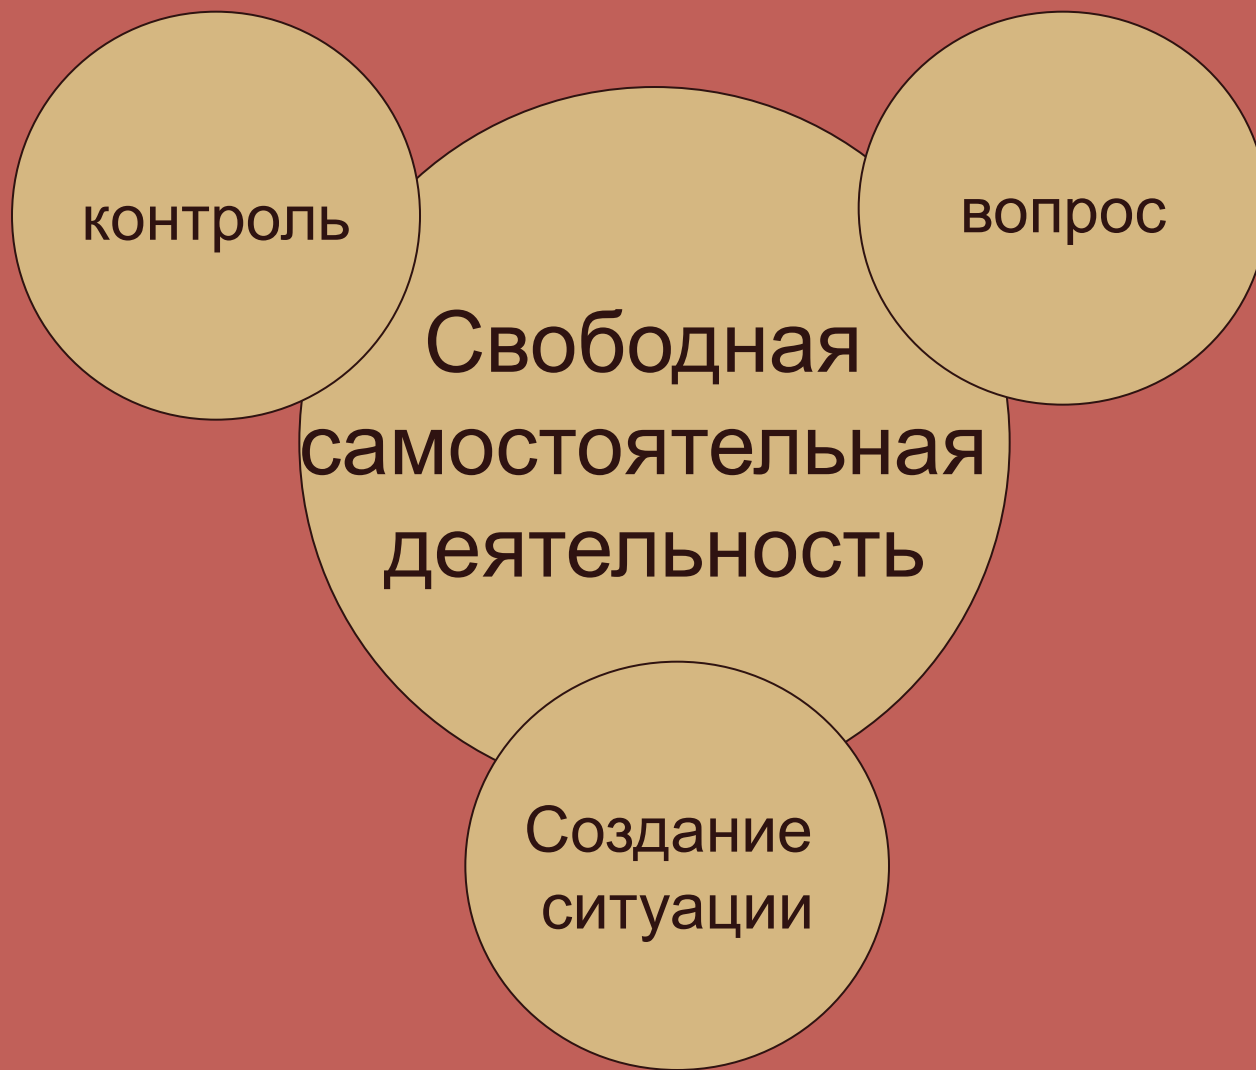 контроль
вопрос
Свободная
самостоятельная
деятельность
Создание
ситуации